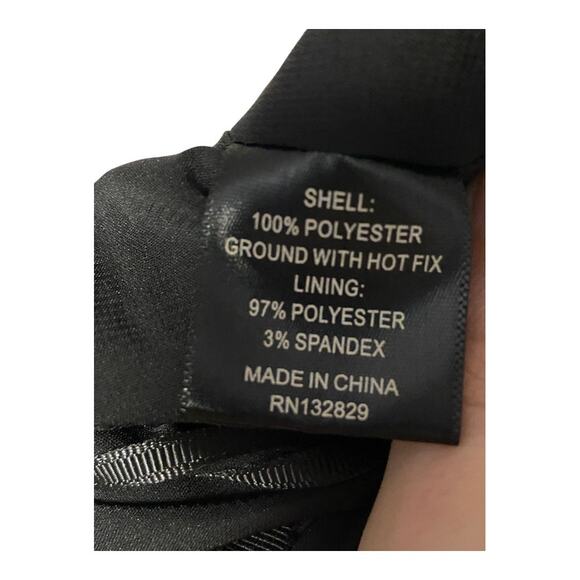 SHELL:
100% POLYESTER
GROUND WITH HOT FIX
LINING:
97% POLYESTER
3% SPANDEX
MADE IN CHINA
RN132829